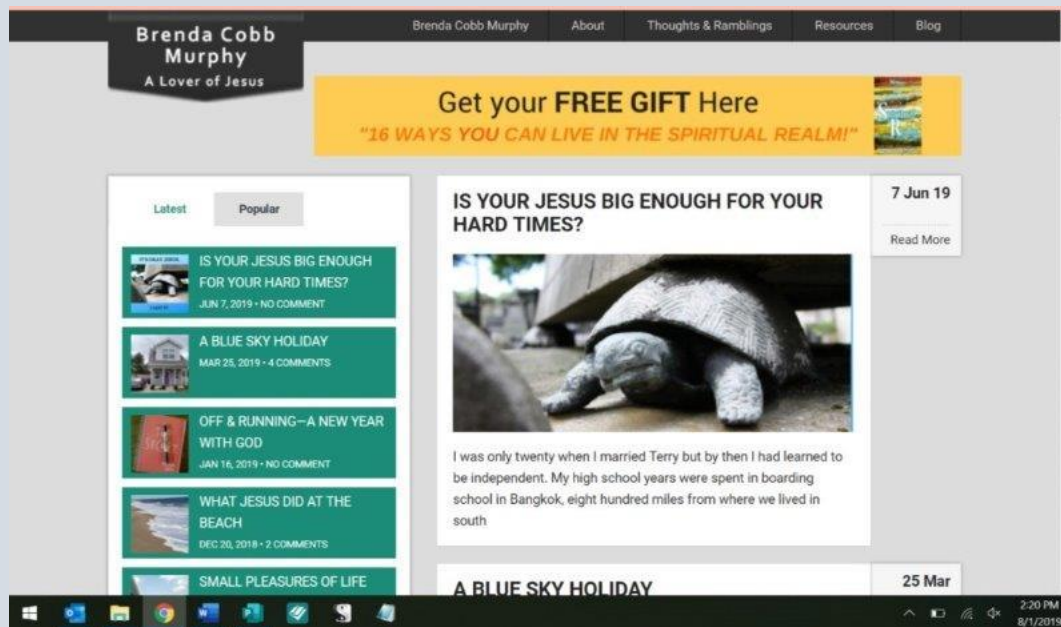 Brenda Cobb
Murphy
A Lover of Jesus
Brenda Cobb Murphy
About
Thoughts & Ramblings
Resources
Blog
Get your FREE GIFT Here
"16 WAYS YOU CAN LIVE IN THE SPIRITUAL REALM!"
Latest
Popular
IS YOUR JESUS BIG ENOUGH
FOR YOUR HARD TIMES?
JUN 7, 2019 • NO COMMENT
A BLUE SKY HOLIDAY
MAR 25, 2019 • 4 COMMENTS
OFF & RUNNING—A NEW YEAR
WITH GOD
JAN 16, 2019 • NO COMMENT
WHAT JESUS DID AT THE
BEACH
DEC 20, 2018 • 2 COMMENTS
SMALL PLEASURES OF LIFE
IS YOUR JESUS BIG ENOUGH FOR YOUR
HARD TIMES?
7 Jun 19
Read More
I was only twenty when I married Terry but by then I had learned to
be independent. My high school years were spent in boarding
school in Bangkok, eight hundred miles from where we lived in
south
A BLUE SKY HOLIDAY
25 Mar
2:20 PM
8/1/2019